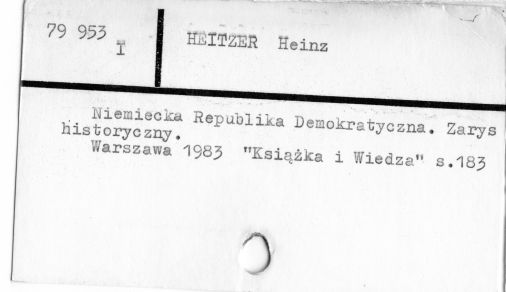 79 953
I
HEITZER Heinz
Niemiecka Republika Demokratyczna. Zarys
historyczny.
Warszawa 1983 "Książka i Wiedza" s.183